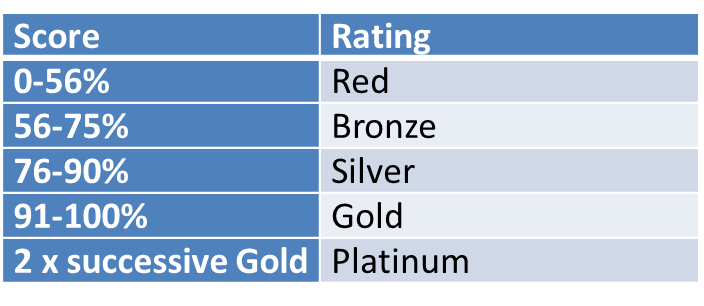 Score Rating
0-56% Red
56-75% Bronze
76-90% Silver
91-100% Gold
2 x successive Gold Platinum